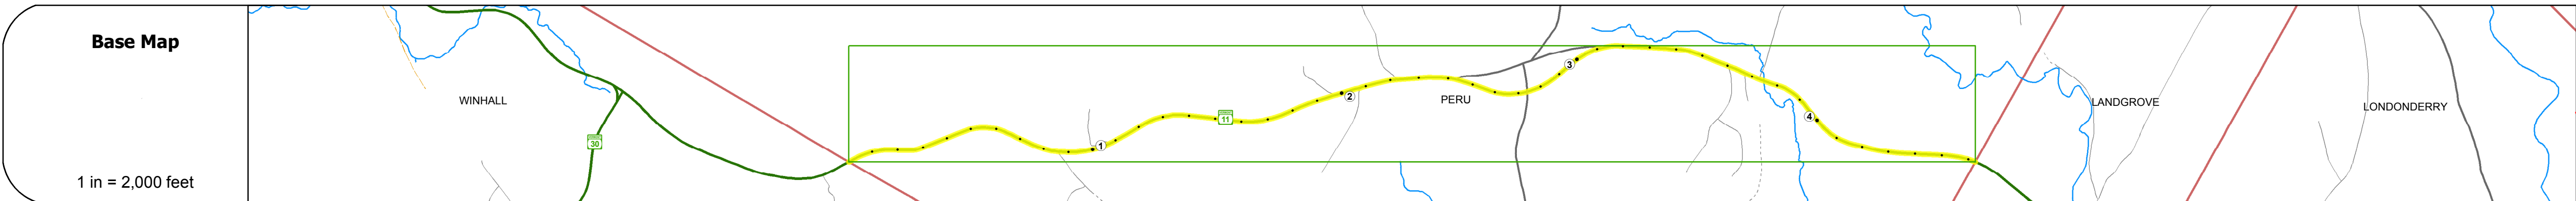 Base Map
1 in = 2,000 feet
WINHALL
30
1
11
2
PERU
3
4
LANDGROVE
LONDONDERRY